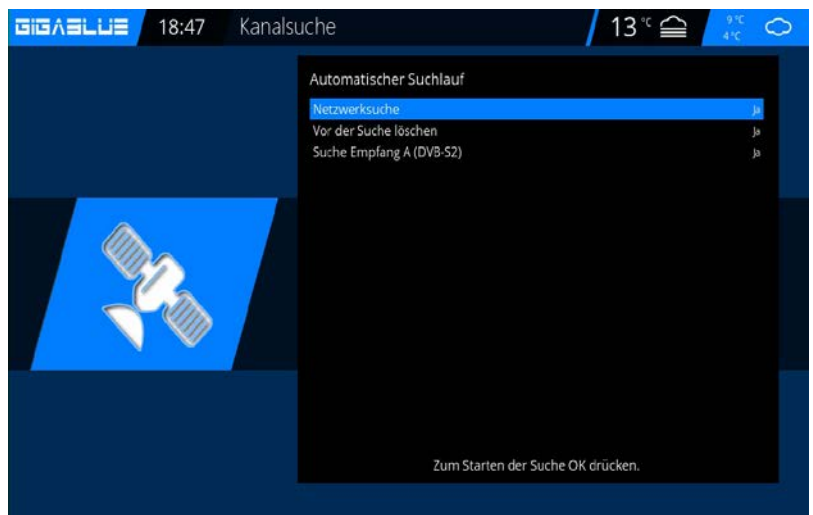 GIGABLUE 18:47 Kanalsuche 13 °C 9 °C
4 °C
Automatischer Suchlauf
Netzwerksuche Ja
Vor der Suche löschen Ja
Suche Empfang A (DVB-S2) Ja
Zum Starten der Suche OK drücken.